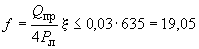 f = Qпр / 4Pл ξ ≤ 0,03·635 = 19,05